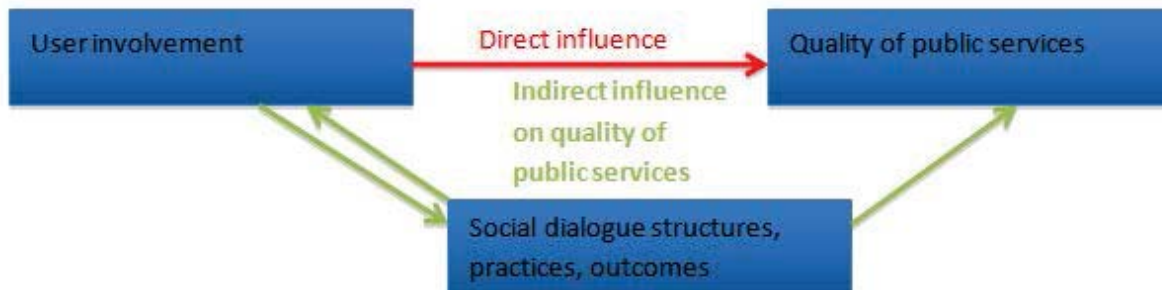 User involvement
Direct influence
Quality of public services
Indirect influence
on quality of
public services
Social dialogue structures,
practices, outcomes